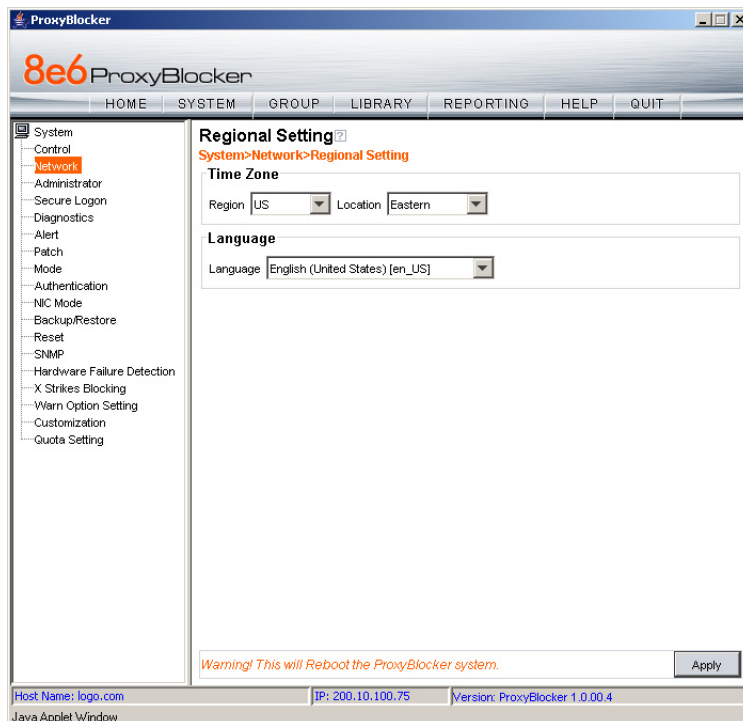 ProxyBlocker
8e6 ProxyBlocker
HOME SYSTEM GROUP LIBRARY REPORTING HELP QUIT
System
Control
Network
Administrator
Secure Logon
Diagnostics
Alert
Patch
Mode
Authentication
NIC Mode
Backup/Restore
Reset
SNMP
Hardware Failure Detection
X Strikes Blocking
Warn Option Setting
Customization
Quota Setting
Regional Setting ?
System>Network>Regional Setting
Time Zone
Region US Location Eastern
Language
Language English (United States) [en_US]
Warning! This will Reboot the ProxyBlocker system. Apply
Host Name: logo.com IP: 200.10.100.75 Version: ProxyBlocker 1.0.00.4
Java Applet Window